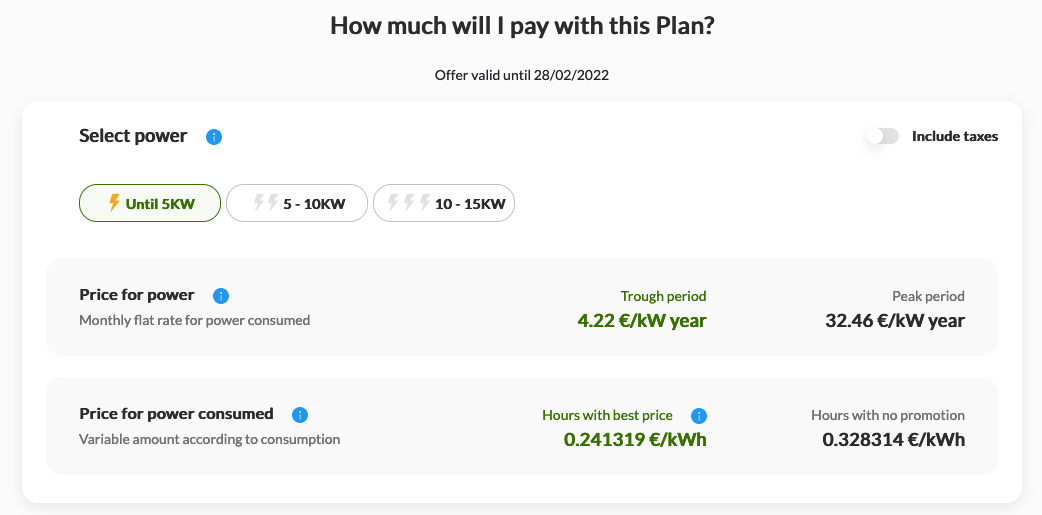 How much will I pay with this Plan?
Offer valid until 28/02/2022
Select power
Include taxes
Until 5KW
5 - 10KW
10 - 15KW
Price for power
Monthly flat rate for power consumed
Trough period
4.22 €/kW year
Peak period
32.46 €/kW year
Price for power consumed
Variable amount according to consumption
Hours with best price
0.241319 €/kWh
Hours with no promotion
0.328314 €/kWh